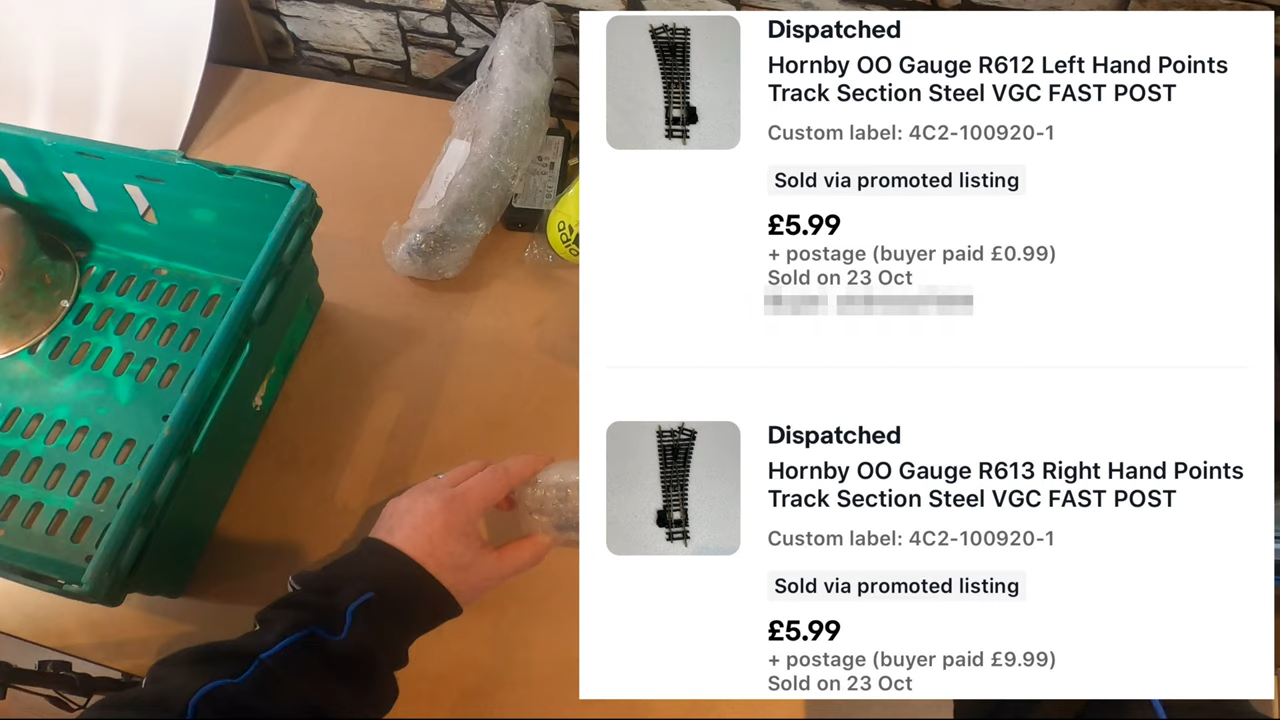 Dispatched
Hornby OO Gauge R612 Left Hand Points
Track Section Steel VGC FAST POST
Custom label: 4C2-100920-1
Sold via promoted listing
£5.99
+ postage (buyer paid £0.99)
Sold on 23 Oct
Dispatched
Hornby OO Gauge R613 Right Hand Points
Track Section Steel VGC FAST POST
Custom label: 4C2-100920-1
Sold via promoted listing
£5.99
+ postage (buyer paid £9.99)
Sold on 23 Oct